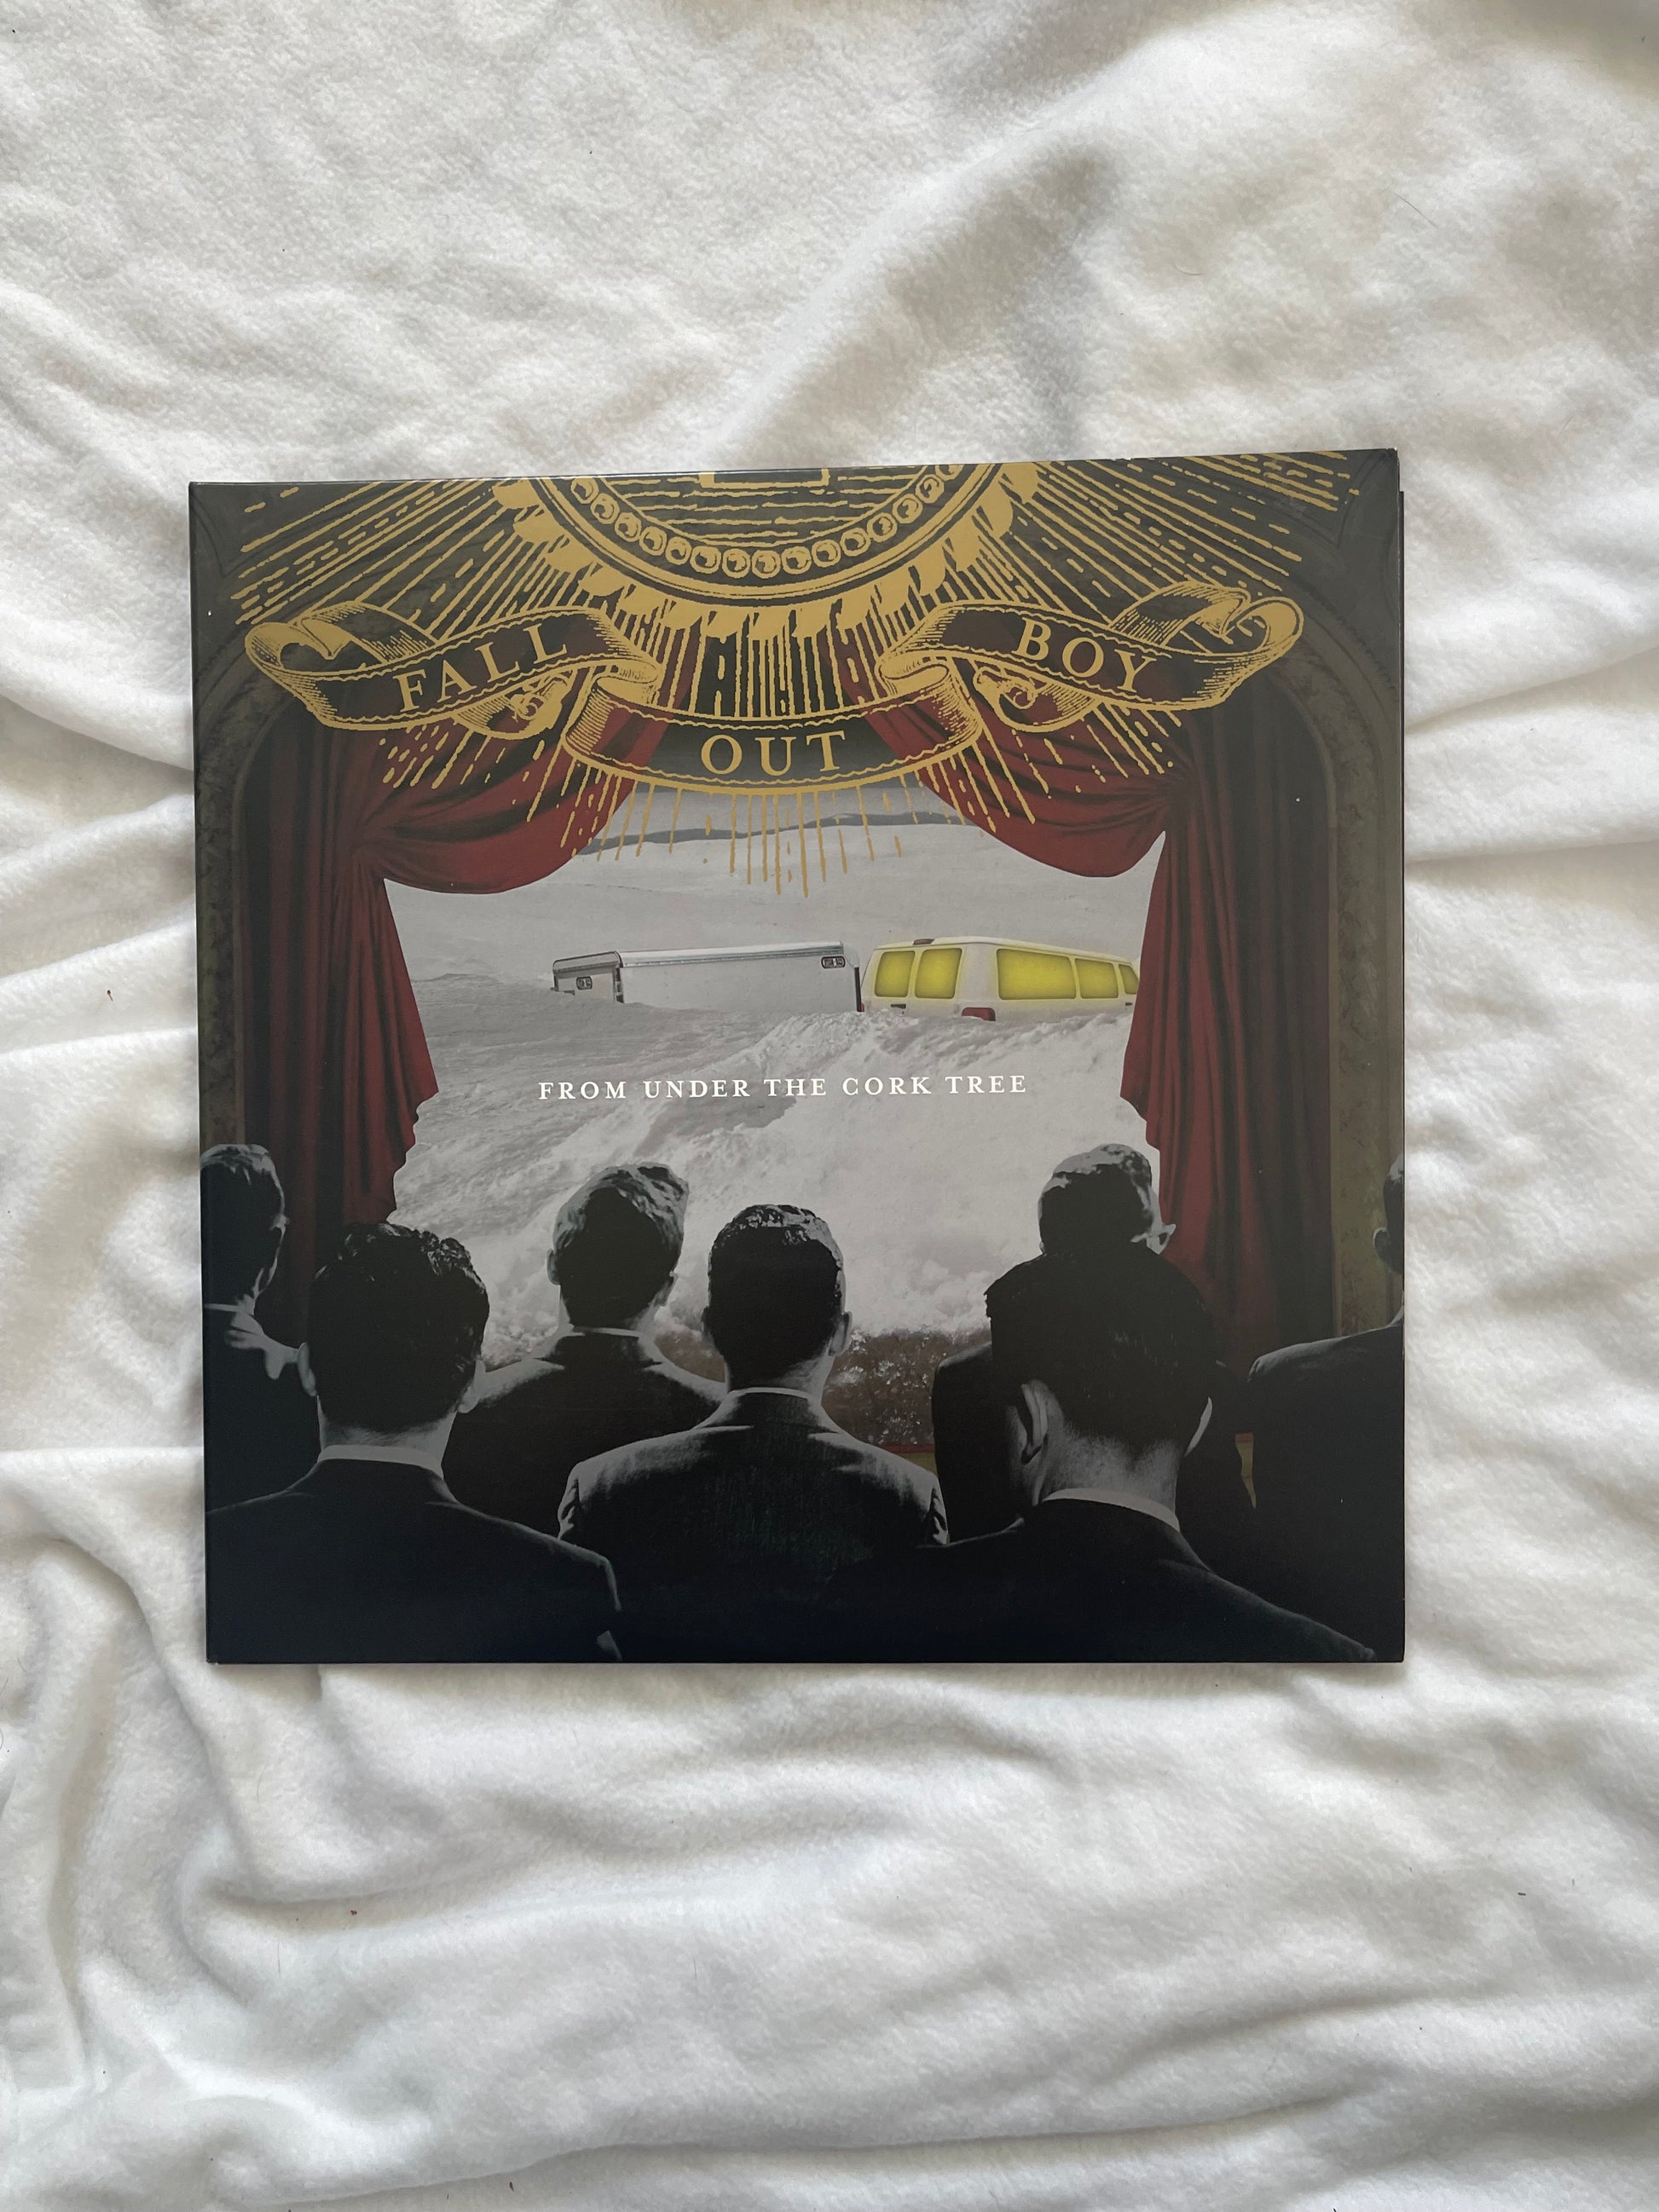 FALL
OUT
BOY
FROM UNDER THE CORK TREE